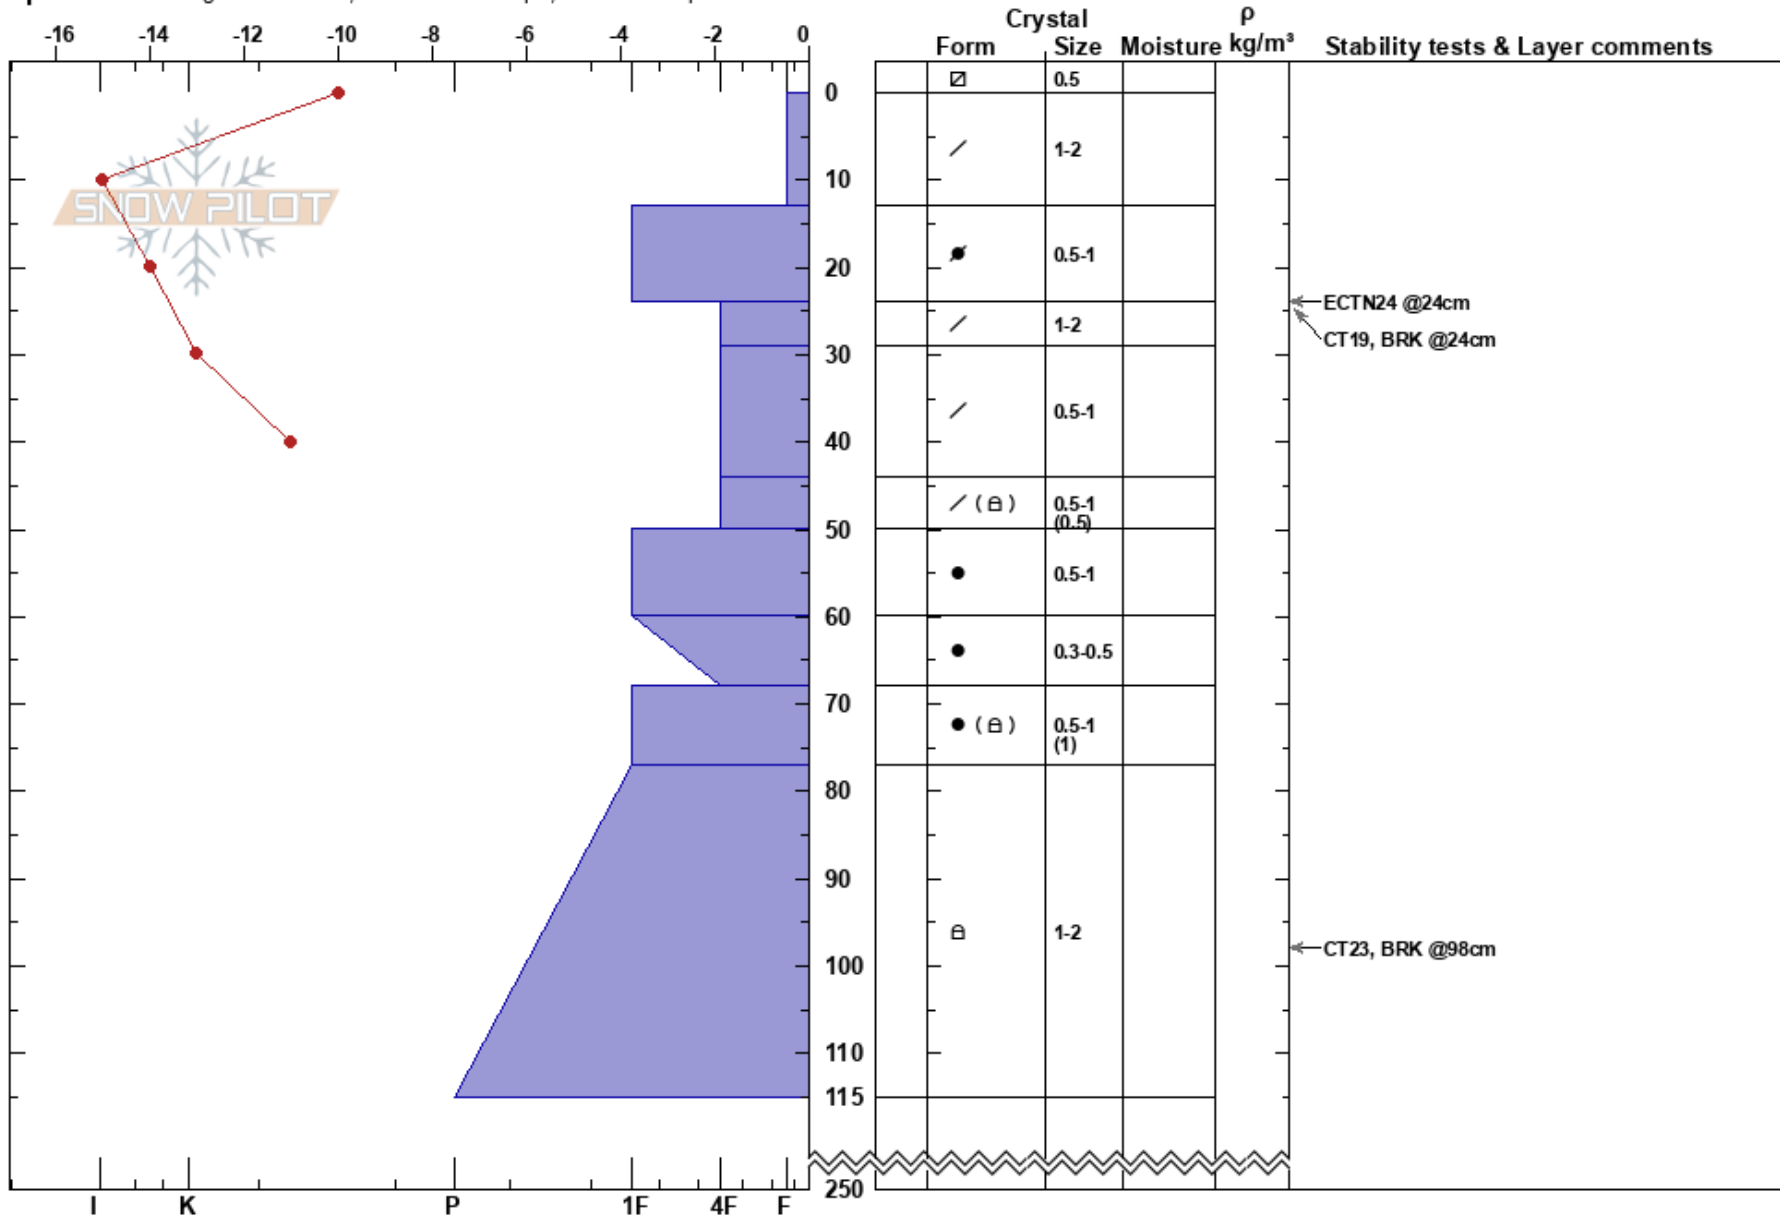 -16 -14 -12 -10 -8 -6 -4 -2 0
Crystal ρ
Form Size Moisture kg/m³ Stability tests & Layer comments
0.5
0
1-2
10
SNOW PILOT
0.5-1
20
ECTN24 @24cm
1-2
CT19, BRK @24cm
30
0.5-1
40
( ) 0.5-1
(0.5)
50
0.5-1
60
0.3-0.5
70
( ) 0.5-1
(1)
80
90
1-2
CT23, BRK @98cm
100
110
115
250
I K P 1F 4F F